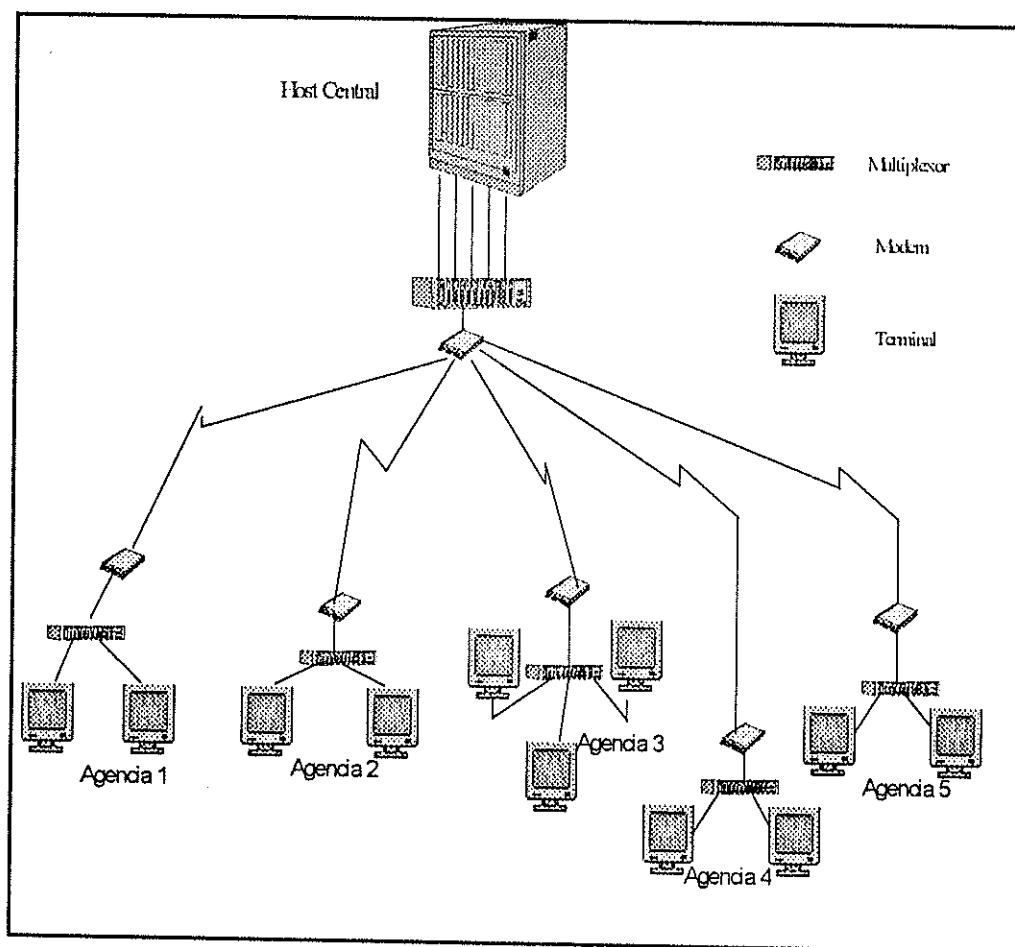 Host Central
Multiplexor
Modem
Terminal
Agencia 1
Agencia 2
Agencia 3
Agencia 4
Agencia 5